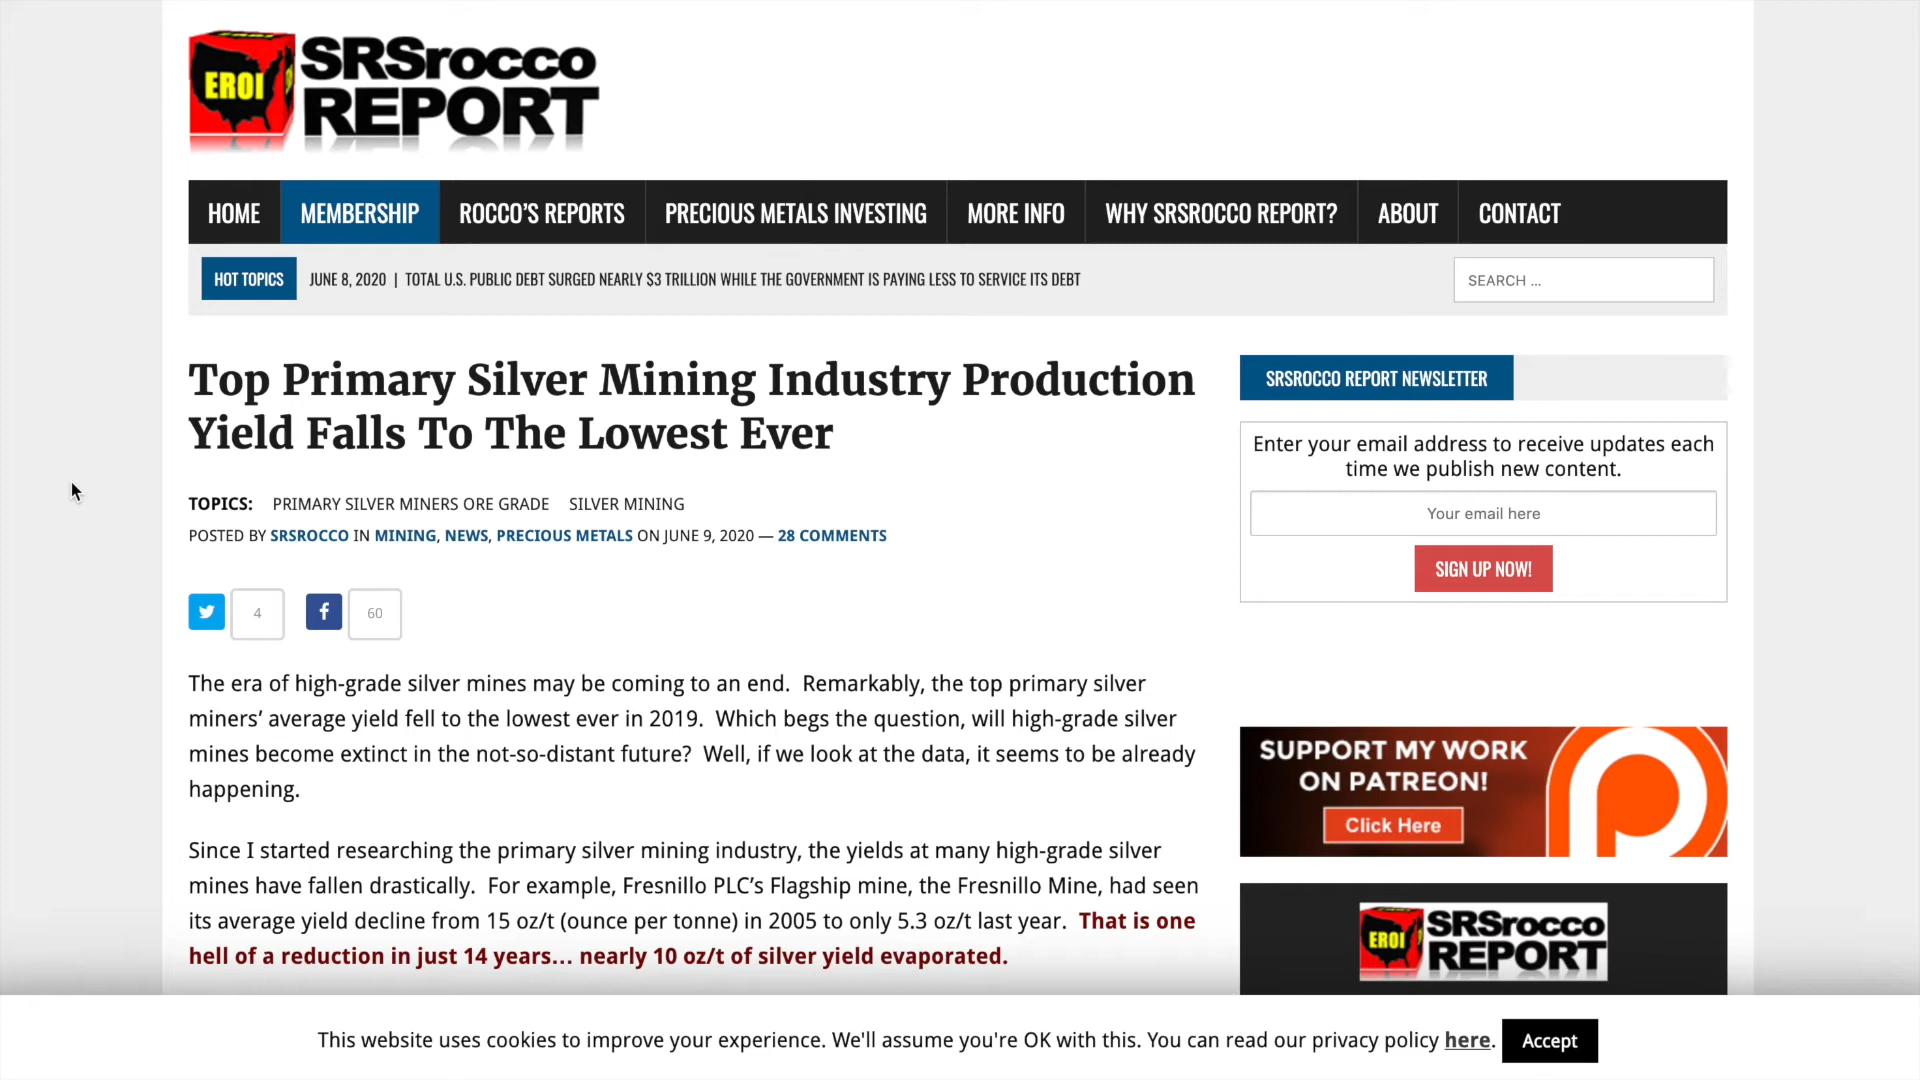 EROI
SRSrocco
REPORT
HOME MEMBERSHIP ROCCO'S REPORTS PRECIOUS METALS INVESTING MORE INFO WHY SRSROCCO REPORT? ABOUT CONTACT
HOT TOPICS JUNE 8, 2020 | TOTAL U.S. PUBLIC DEBT SURGED NEARLY $3 TRILLION WHILE THE GOVERNMENT IS PAYING LESS TO SERVICE ITS DEBT
SEARCH ...
Top Primary Silver Mining Industry Production
Yield Falls To The Lowest Ever
TOPICS: PRIMARY SILVER MINERS ORE GRADE SILVER MINING
POSTED BY SRSROCCO IN MINING, NEWS, PRECIOUS METALS ON JUNE 9, 2020 — 28 COMMENTS
4 60
The era of high-grade silver mines may be coming to an end. Remarkably, the top primary silver
miners’ average yield fell to the lowest ever in 2019. Which begs the question, will high-grade silver
mines become extinct in the not-so-distant future? Well, if we look at the data, it seems to be already
happening.
Since I started researching the primary silver mining industry, the yields at many high-grade silver
mines have fallen drastically. For example, Fresnillo PLC’s Flagship mine, the Fresnillo Mine, had seen
its average yield decline from 15 oz/t (ounce per tonne) in 2005 to only 5.3 oz/t last year. That is one
hell of a reduction in just 14 years… nearly 10 oz/t of silver yield evaporated.
SRSROCCO REPORT NEWSLETTER
Enter your email address to receive updates each
time we publish new content.
Your email here
SIGN UP NOW!
SUPPORT MY WORK
ON PATREON!
Click Here
EROI
SRSrocco
REPORT
This website uses cookies to improve your experience. We'll assume you're OK with this. You can read our privacy policy here. Accept